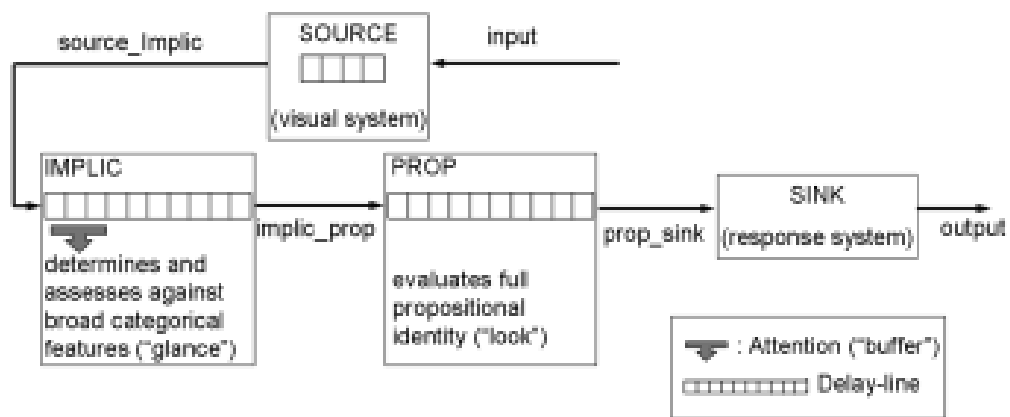 source_Implic
SOURCE
input
(visual system)
IMPLIC
PROP
SINK
(response system)
implic_prop
prop_sink
output
determines and
assesses against
broad categorical
features ("glance")
evaluates full
propositional
identity ("look")
: Attention ("buffer")
: Delay-line